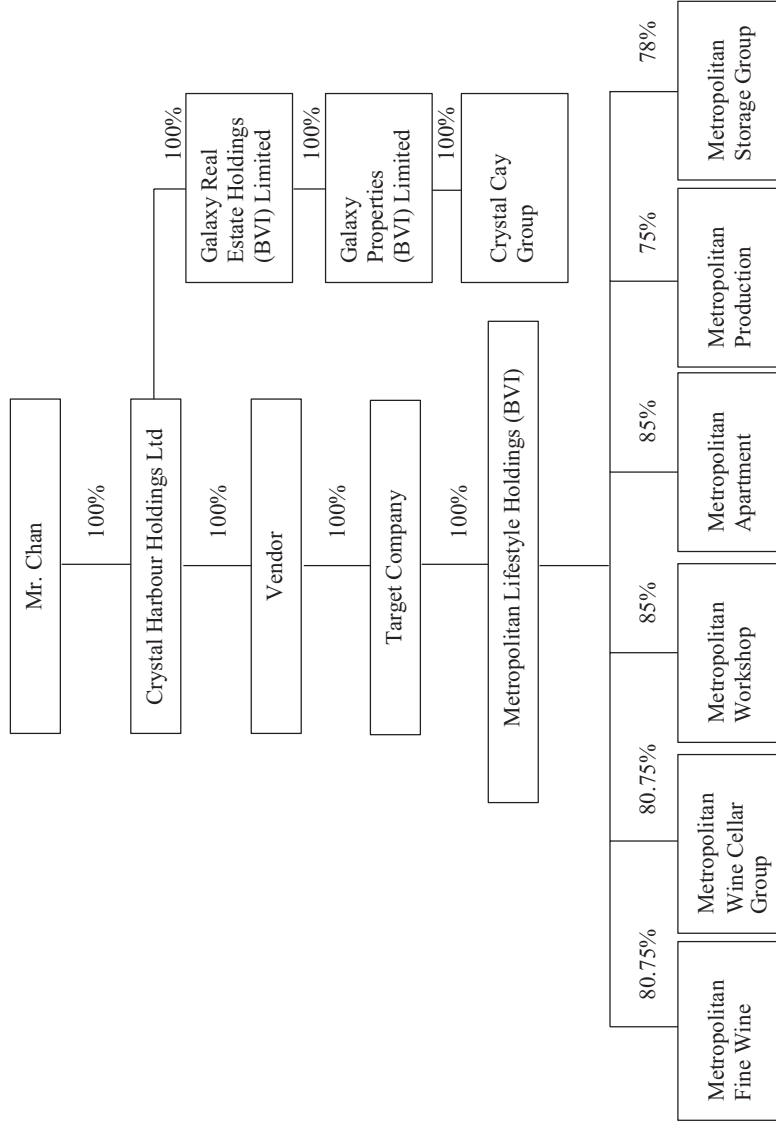 Mr. Chan
100%
Crystal Harbour Holdings Ltd
100%
100%
Vendor
Galaxy Real
Estate Holdings
(BVI) Limited
100%
100%
Target Company
Galaxy
Properties
(BVI) Limited
100%
100%
Metropolitan Lifestyle Holdings (BVI)
Crystal Cay
Group
80.75%
80.75%
85%
85%
75%
78%
Metropolitan
Fine Wine
Metropolitan
Wine Cellar
Group
Metropolitan
Workshop
Metropolitan
Apartment
Metropolitan
Production
Metropolitan
Storage Group